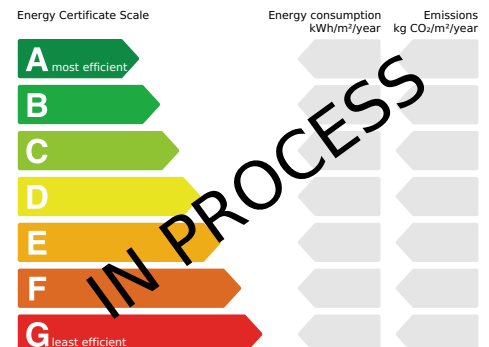 Energy Certificate Scale
Energy consumption
kWh/m²/year
Emissions
kg CO₂/m²/year
A most efficient
B
C
D
E
F
G least efficient
IN PROCESS